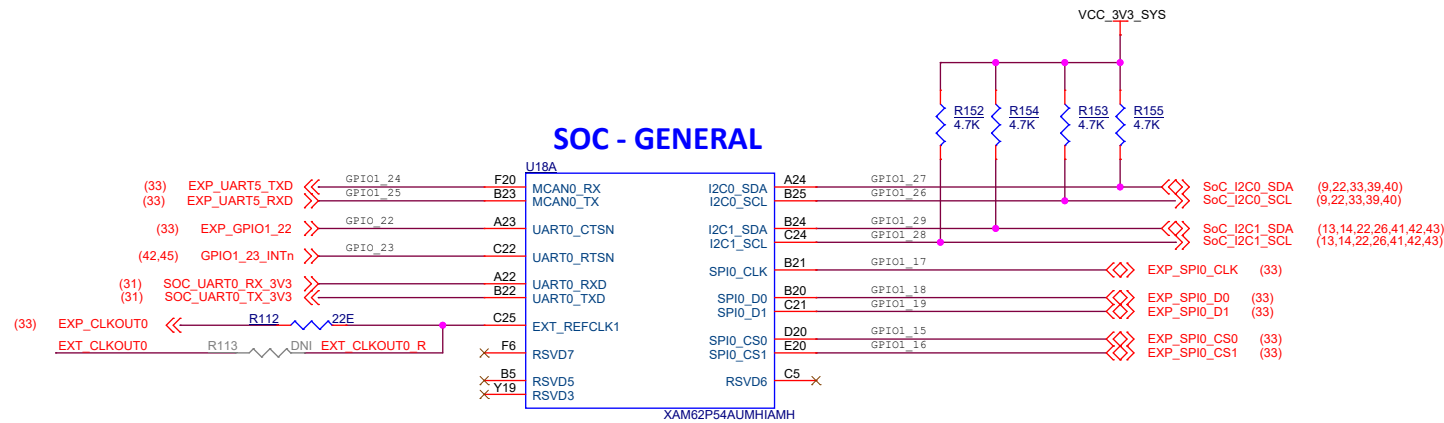 VCC_3V3_SYS
R152 R154 R153 R155
4.7K 4.7K 4.7K 4.7K
SOC - GENERAL
U18A
(33) EXP_UART5_TXD GPIO1_24 F20 MCAN0_RX I2C0_SDA A24 GPIO1_27 SoC_I2C0_SDA (9,22,33,39,40)
(33) EXP_UART5_RXD GPIO1_25 B23 MCAN0_TX I2C0_SCL B25 GPIO1_26 SoC_I2C0_SCL (9,22,33,39,40)
(33) EXP_GPIO1_22 GPIO_22 A23 UART0_CTSN I2C1_SDA B24 GPIO1_29 SoC_I2C1_SDA (13,14,22,26,41,42,43)
I2C1_SCL C24 GPIO1_28 SoC_I2C1_SCL (13,14,22,26,41,42,43)
(42,45) GPIO1_23_INTn GPIO_23 C22 UART0_RTSN
SPI0_CLK B21 GPIO1_17 EXP_SPI0_CLK (33)
(31) SOC_UART0_RX_3V3 A22 UART0_RXD
(31) SOC_UART0_TX_3V3 B22 UART0_TXD SPI0_D0 B20 GPIO1_18 EXP_SPI0_D0 (33)
SPI0_D1 C21 GPIO1_19 EXP_SPI0_D1 (33)
(33) EXP_CLKOUT0 R112 22E C25 EXT_REFCLK1
SPI0_CS0 D20 GPIO1_15 EXP_SPI0_CS0 (33)
EXT_CLKOUT0 R113 DNI EXT_CLKOUT0_R F6 RSVD7 SPI0_CS1 E20 GPIO1_16 EXP_SPI0_CS1 (33)
B5 RSVD5 RSVD6 C5
Y19 RSVD3
XAM62P54AUMHIAMH